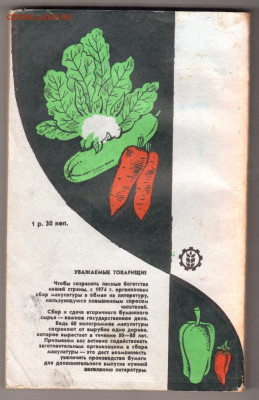 1 р. 30 коп.
УВАЖАЕМЫЕ ТОВАРИЩИ!
Чтобы сохранить лесные богатства
нашей страны, с 1974 г. организован
сбор макулатуры в обмен на литературу,
пользующуюся повышенным спросом
читателей.
Сбор и сдача вторичного бумажного
сырья — важное государственное дело.
Ведь 60 килограммов макулатуры
сохраняют от вырубки одно дерево,
которое вырастает в течение 50—80 лет.
Призываем вас активно содействовать
заготовительным организациям в сборе
макулатуры — это даст возможность
увеличить производство бумаги
для дополнительного выпуска нужной
населению литературы.